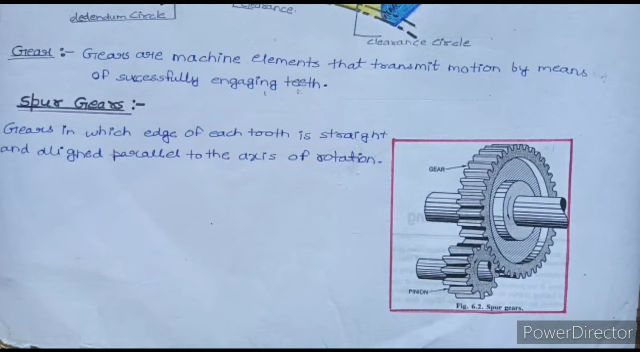 dedendum Circle
Clearance.
Clearance Circle
Gear :- Gears are machine elements that transmit motion by means
of sucessfully engaging teeth.
Spur Gears :-
Gears in which edge of each tooth is straight
and aligned parallel to the axis of rotation.
GEAR
PINION
Fig. 6.2. Spur gears.
PowerDirector